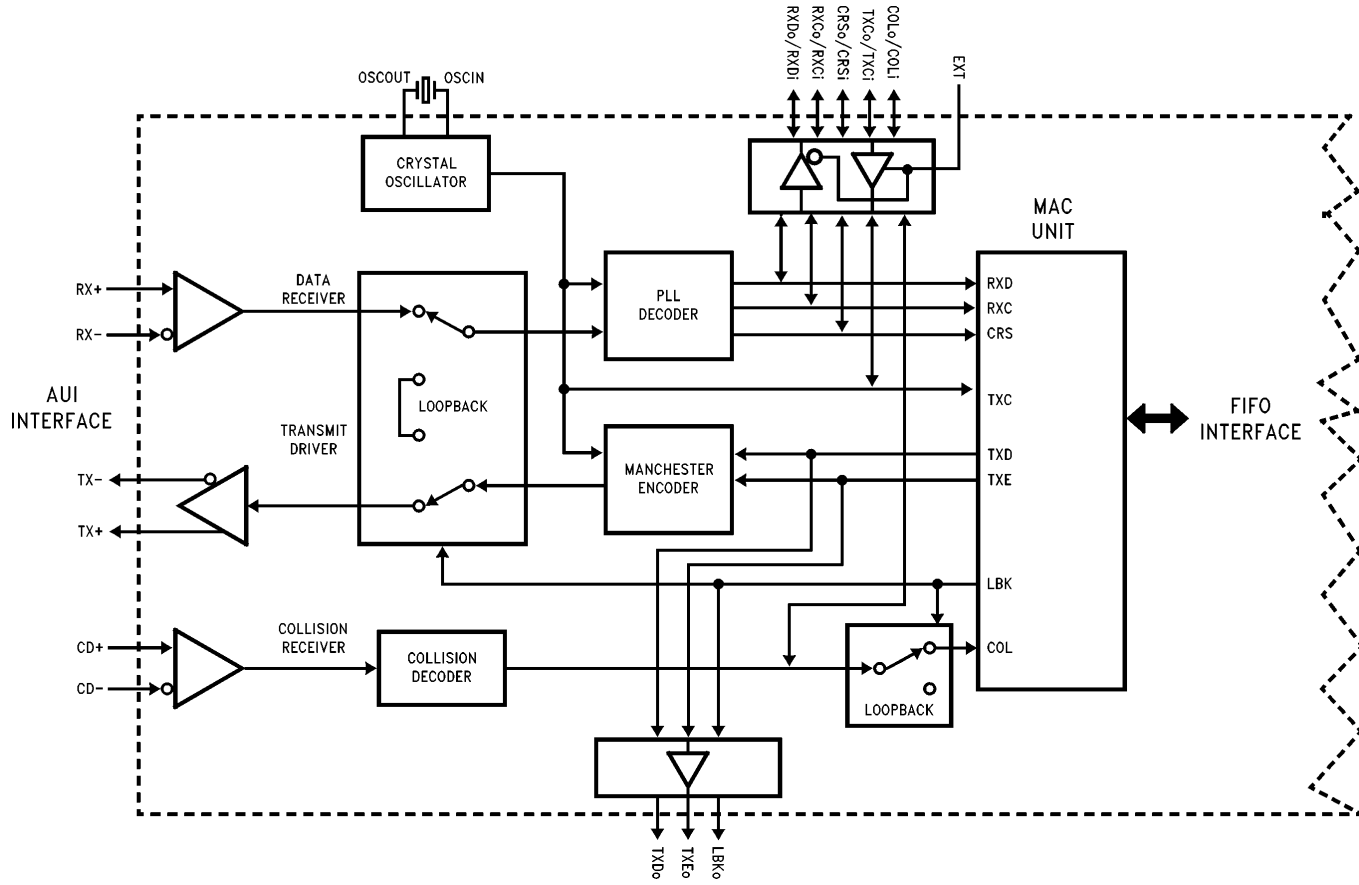 RXDo/RXDi
RXCo/RXCi
CRSo/CRSi
TXCo/TXCi
COLo/COLi
EXT
OSCOUT
OSCIN
CRYSTAL
OSCILLATOR
MAC
UNIT
RX+
RX-
DATA
RECEIVER
PLL
DECODER
RXD
RXC
CRS
AUI
INTERFACE
LOOPBACK
TXC
FIFO
INTERFACE
TRANSMIT
DRIVER
MANCHESTER
ENCODER
TXD
TXE
TX-
TX+
LBK
COLLISION
RECEIVER
CD+
CD-
COLLISION
DECODER
COL
LOOPBACK
TXDo
TXEo
LBKo